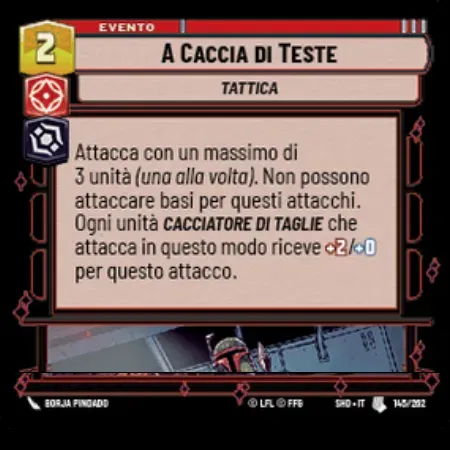 EVENTO
2
A CACCIA DI TESTE
TATTICA
Attacca con un massimo di
3 unità (una alla volta). Non possono
attaccare basi per questi attacchi.
Ogni unità CACCIATORE DI TAGLIE che
attacca in questo modo riceve +2/+0
per questo attacco.
BORJA PINDADO © LFL © FFG SHD • IT 145/262